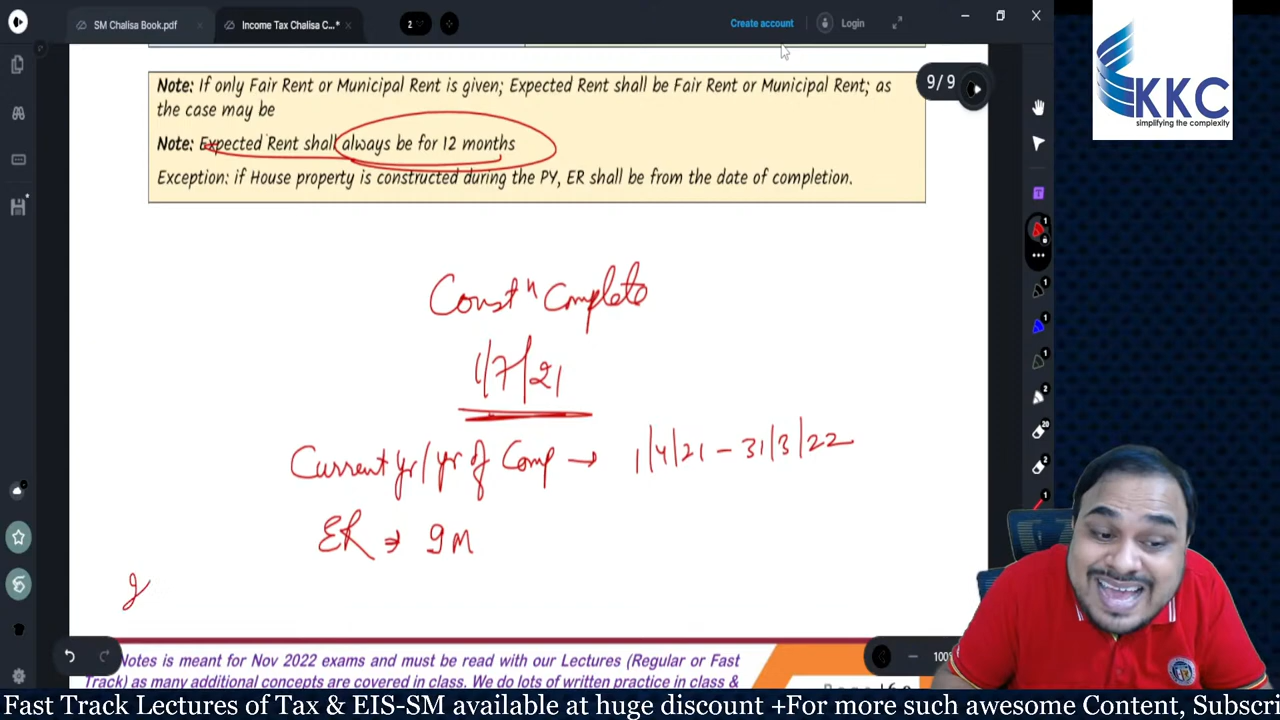 SM Chalisa Book.pdf
Income Tax Chalisa C...*
2
Create account
Login
KKC
simplifying the complexity
9/9
Note: If only Fair Rent or Municipal Rent is given; Expected Rent shall be Fair Rent or Municipal Rent; as
the case may be
Note: Expected Rent shall always be for 12 months
Exception: if House property is constructed during the PY, ER shall be from the date of completion.
Constn Complete
1/7/21
Current yr/yr of Comp → 1/4/21 - 31/3/22
ER → 9M
Notes is meant for Nov 2022 exams and must be read with our Lectures (Regular or Fast
Track) as many additional concepts are covered in class. We do lots of written practice in class &
100%
Fast Track Lectures of Tax & EIS-SM available at huge discount +For more such awesome Content, Subscri